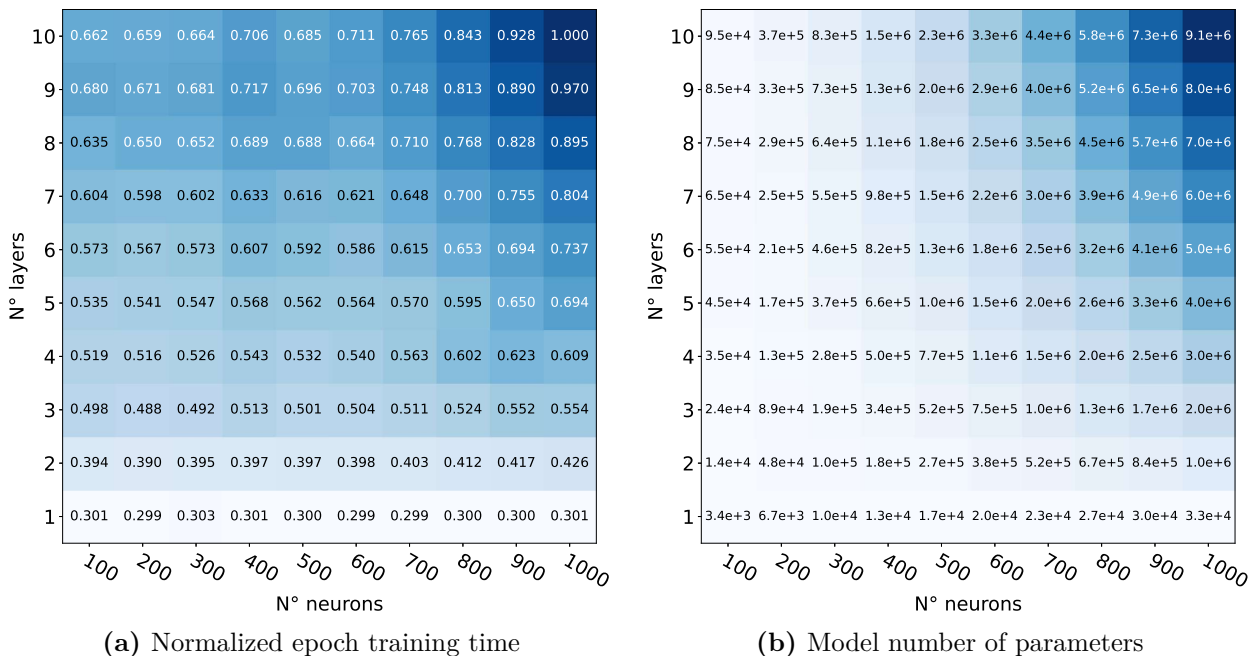 10 0.662 0.659 0.664 0.706 0.685 0.711 0.765 0.843 0.928 1.000
9 0.680 0.671 0.681 0.717 0.696 0.703 0.748 0.813 0.890 0.970
8 0.635 0.650 0.652 0.689 0.688 0.664 0.710 0.768 0.828 0.895
7 0.604 0.598 0.602 0.633 0.616 0.621 0.648 0.700 0.755 0.804
6 0.573 0.567 0.573 0.607 0.592 0.586 0.615 0.653 0.694 0.737
5 0.535 0.541 0.547 0.568 0.562 0.564 0.570 0.595 0.650 0.694
4 0.519 0.516 0.526 0.543 0.532 0.540 0.563 0.602 0.623 0.609
3 0.498 0.488 0.492 0.513 0.501 0.504 0.511 0.524 0.552 0.554
2 0.394 0.390 0.395 0.397 0.397 0.398 0.403 0.412 0.417 0.426
1 0.301 0.299 0.303 0.301 0.300 0.299 0.299 0.300 0.300 0.301
100 200 300 400 500 600 700 800 900 1000
N° layers
N° neurons
(a) Normalized epoch training time
10 9.5e+4 3.7e+5 8.3e+5 1.5e+6 2.3e+6 3.3e+6 4.4e+6 5.8e+6 7.3e+6 9.1e+6
9 8.5e+4 3.3e+5 7.3e+5 1.3e+6 2.0e+6 2.9e+6 4.0e+6 5.2e+6 6.5e+6 8.0e+6
8 7.5e+4 2.9e+5 6.4e+5 1.1e+6 1.8e+6 2.5e+6 3.5e+6 4.5e+6 5.7e+6 7.0e+6
7 6.5e+4 2.5e+5 5.5e+5 9.8e+5 1.5e+6 2.2e+6 3.0e+6 3.9e+6 4.9e+6 6.0e+6
6 5.5e+4 2.1e+5 4.6e+5 8.2e+5 1.3e+6 1.8e+6 2.5e+6 3.2e+6 4.1e+6 5.0e+6
5 4.5e+4 1.7e+5 3.7e+5 6.6e+5 1.0e+6 1.5e+6 2.0e+6 2.6e+6 3.3e+6 4.0e+6
4 3.5e+4 1.3e+5 2.8e+5 5.0e+5 7.7e+5 1.1e+6 1.5e+6 2.0e+6 2.5e+6 3.0e+6
3 2.4e+4 8.9e+4 1.9e+5 3.4e+5 5.2e+5 7.5e+5 1.0e+6 1.3e+6 1.7e+6 2.0e+6
2 1.4e+4 4.8e+4 1.0e+5 1.8e+5 2.7e+5 3.8e+5 5.2e+5 6.7e+5 8.4e+5 1.0e+6
1 3.4e+3 6.7e+3 1.0e+4 1.3e+4 1.7e+4 2.0e+4 2.3e+4 2.7e+4 3.0e+4 3.3e+4
100 200 300 400 500 600 700 800 900 1000
N° layers
N° neurons
(b) Model number of parameters